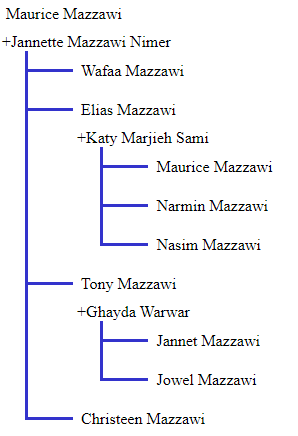 Maurice Mazzawi
+Jannette Mazzawi Nimer
Wafaa Mazzawi
Elias Mazzawi
+Katy Marjieh Sami
Maurice Mazzawi
Narmin Mazzawi
Nasim Mazzawi
Tony Mazzawi
+Ghayda Warwar
Jannet Mazzawi
Jowel Mazzawi
Christeen Mazzawi